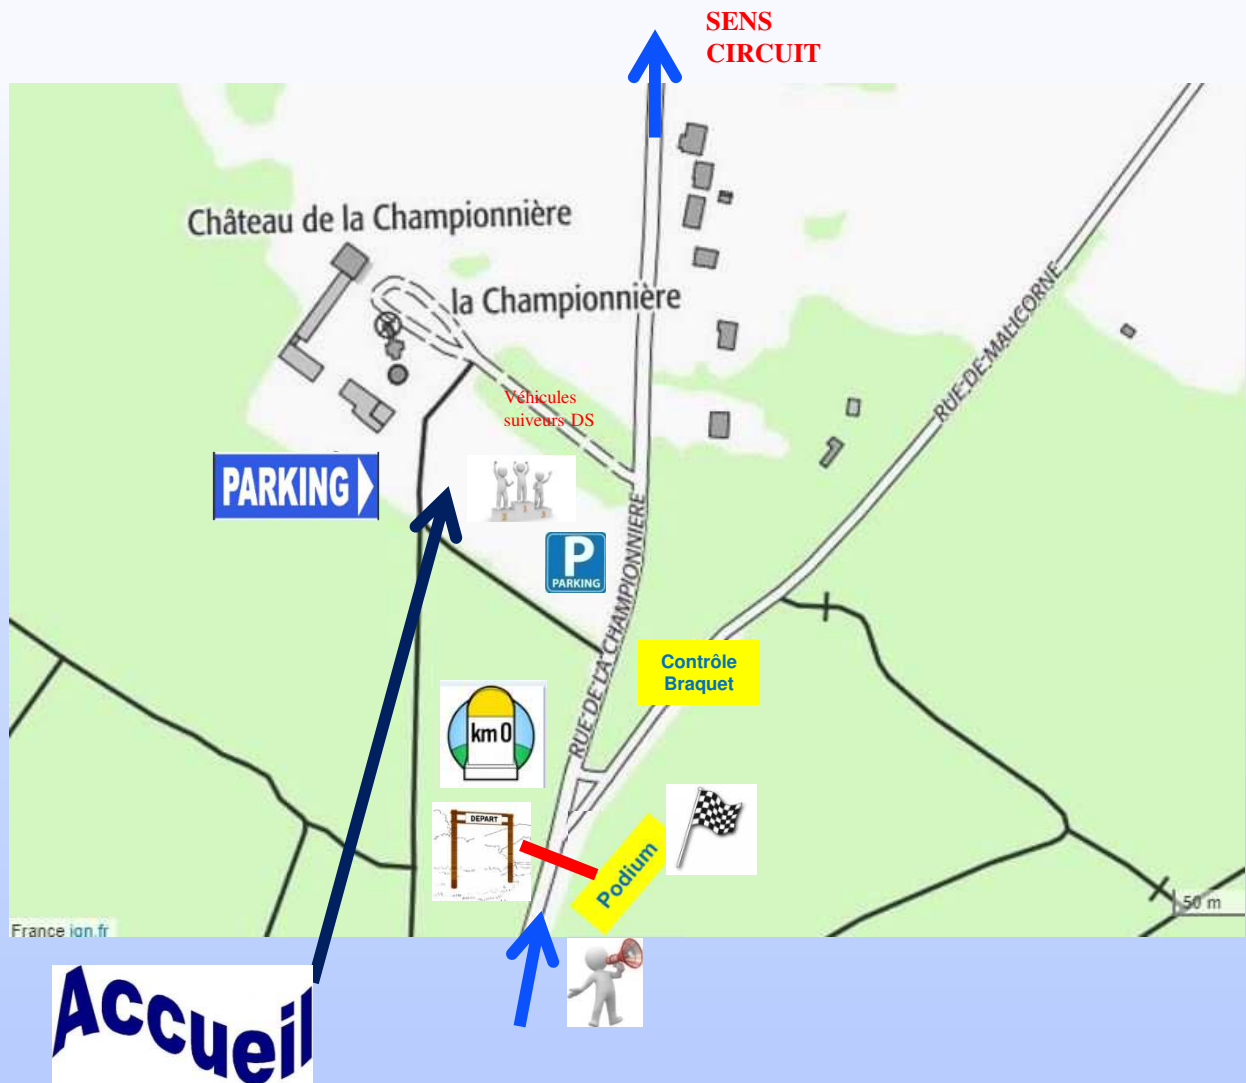 SENS
CIRCUIT
Château de la Championnière
la Championnière
RUE DE MALICORNE
Véhicules
suiveurs DS
PARKING
P
PARKING
RUE DE LA CHAMPIONNIERE
Contrôle
Braquet
km 0
DEPART
Podium
50 m
France ign.fr
Accueil